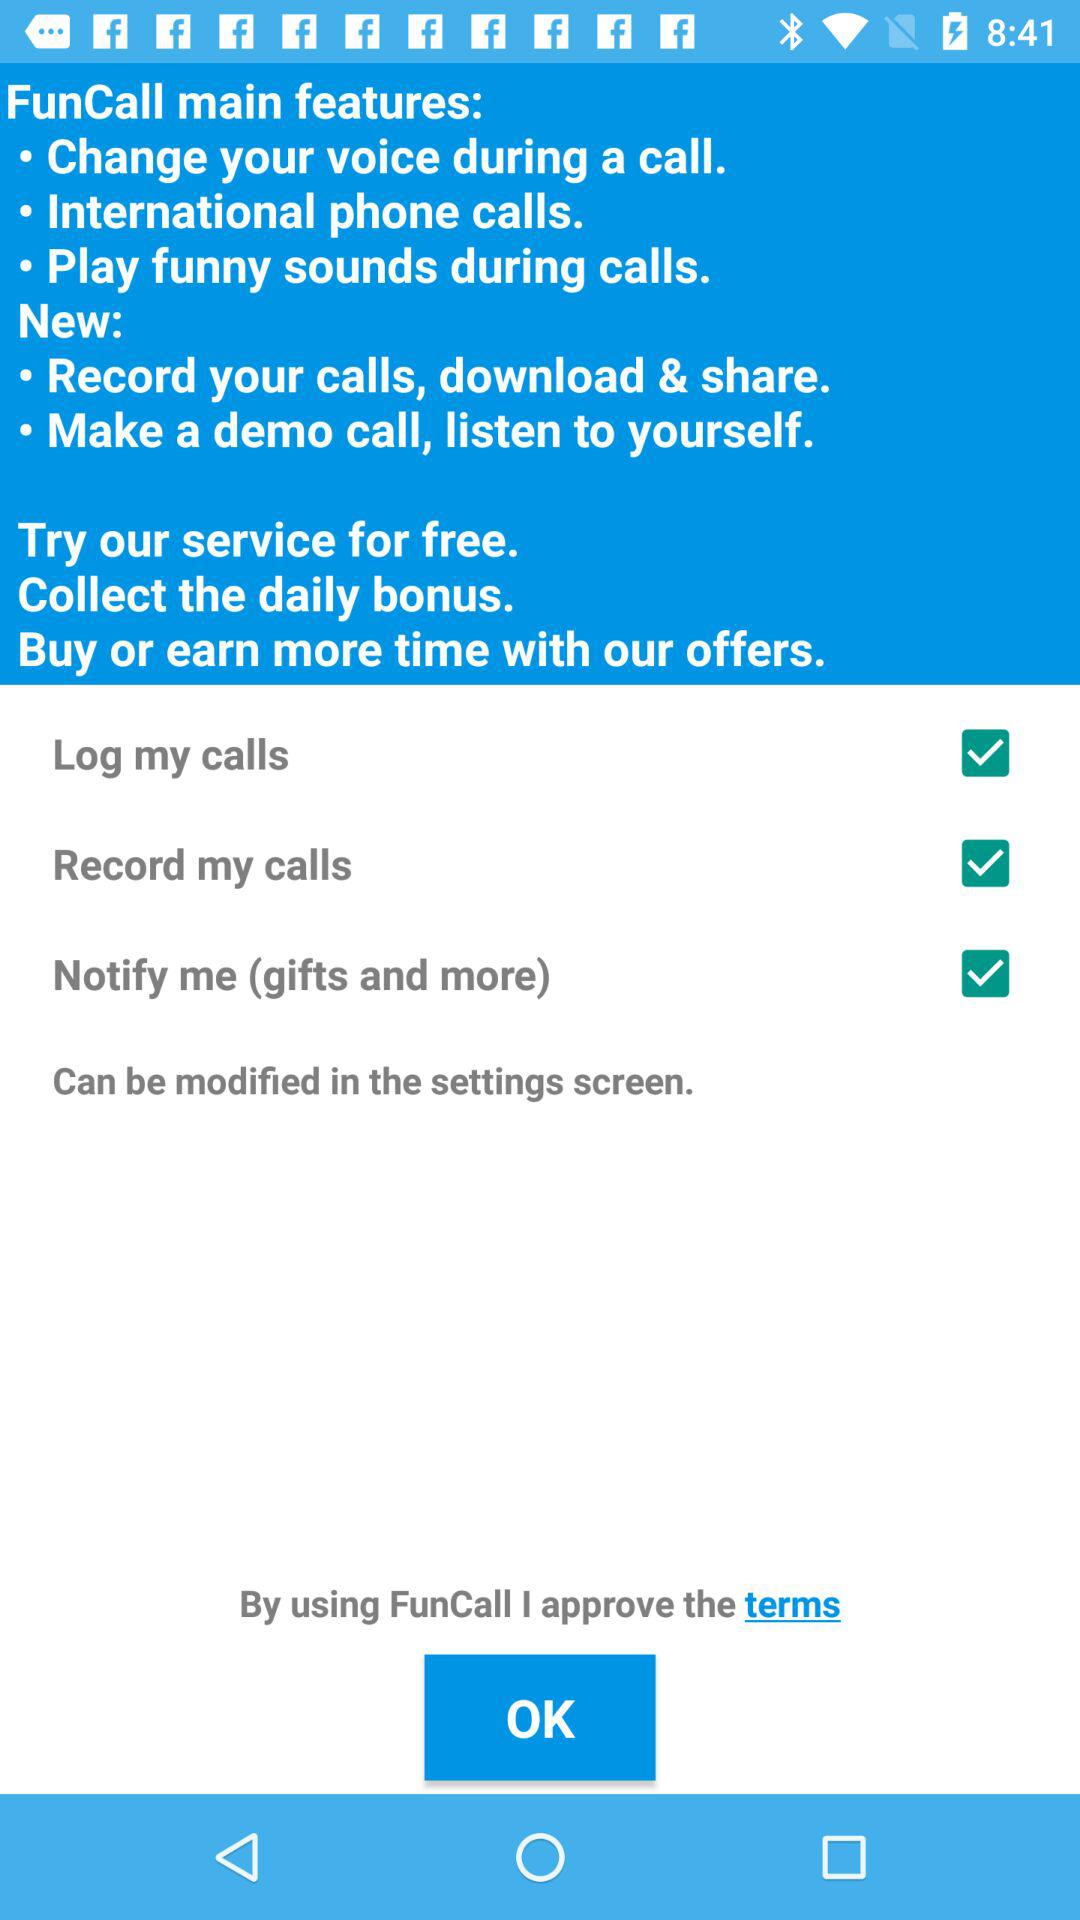 8:41
FunCall main features:
• Change your voice during a call.
• International phone calls.
• Play funny sounds during calls.
New:
• Record your calls, download & share.
• Make a demo call, listen to yourself.
Try our service for free.
Collect the daily bonus.
Buy or earn more time with our offers.
Log my calls
Record my calls
Notify me (gifts and more)
Can be modified in the settings screen.
By using FunCall I approve the terms
OK